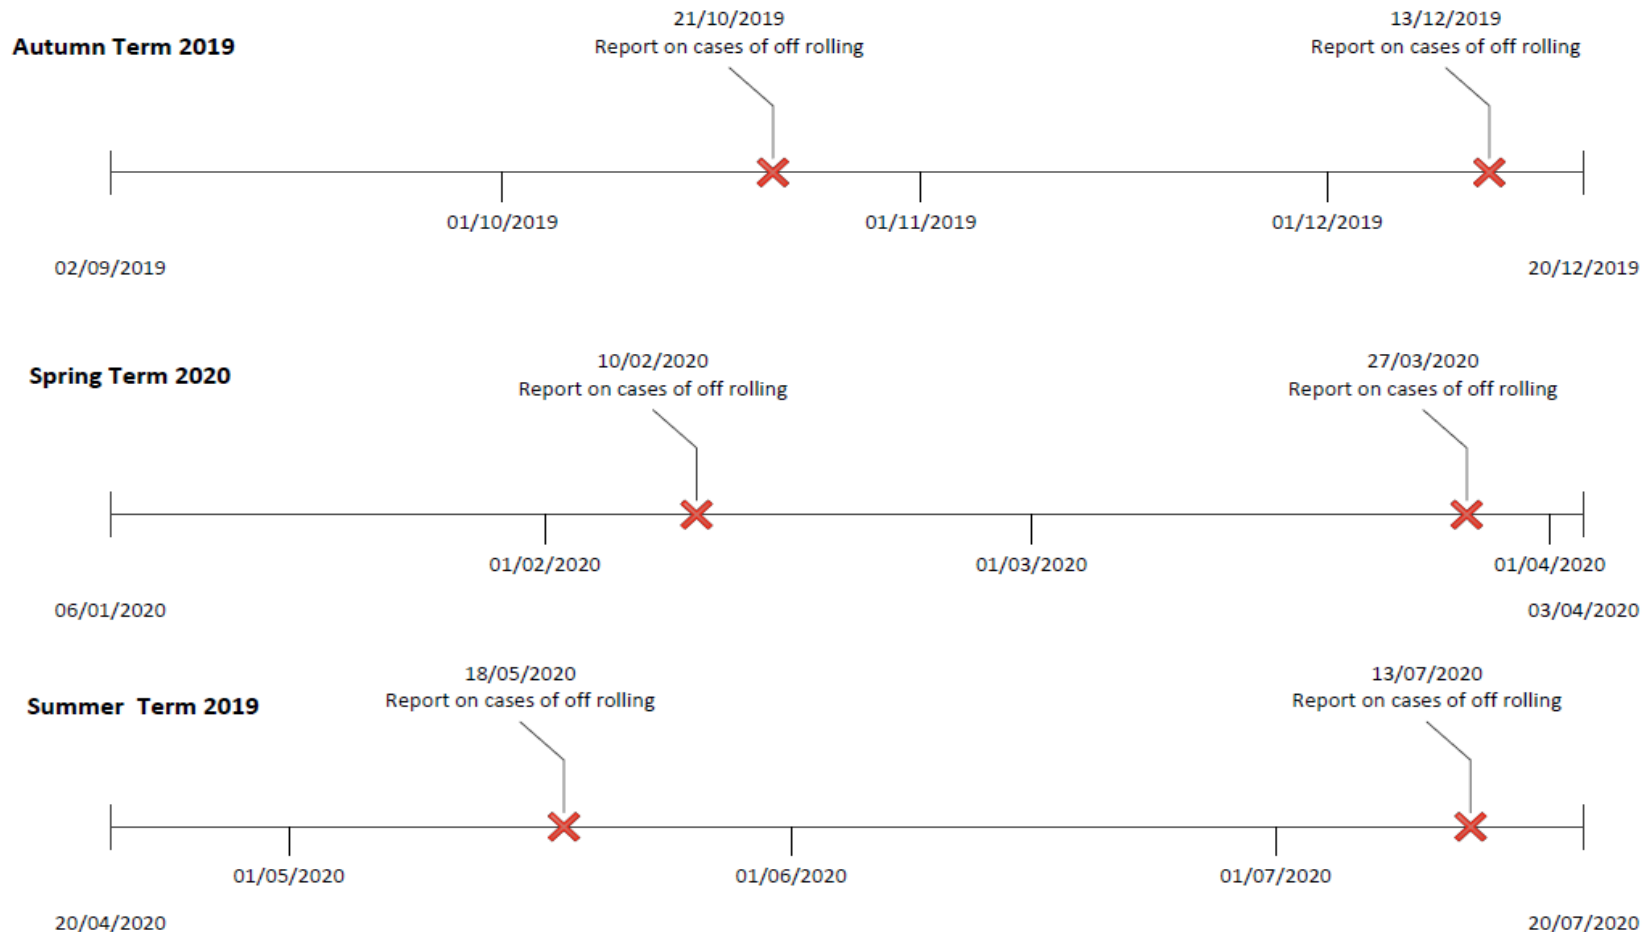 Autumn Term 2019
21/10/2019
Report on cases of off rolling
13/12/2019
Report on cases of off rolling
01/10/2019
01/11/2019
01/12/2019
02/09/2019
20/12/2019
Spring Term 2020
10/02/2020
Report on cases of off rolling
27/03/2020
Report on cases of off rolling
01/02/2020
01/03/2020
01/04/2020
06/01/2020
03/04/2020
Summer  Term 2019
18/05/2020
Report on cases of off rolling
13/07/2020
Report on cases of off rolling
01/05/2020
01/06/2020
01/07/2020
20/04/2020
20/07/2020